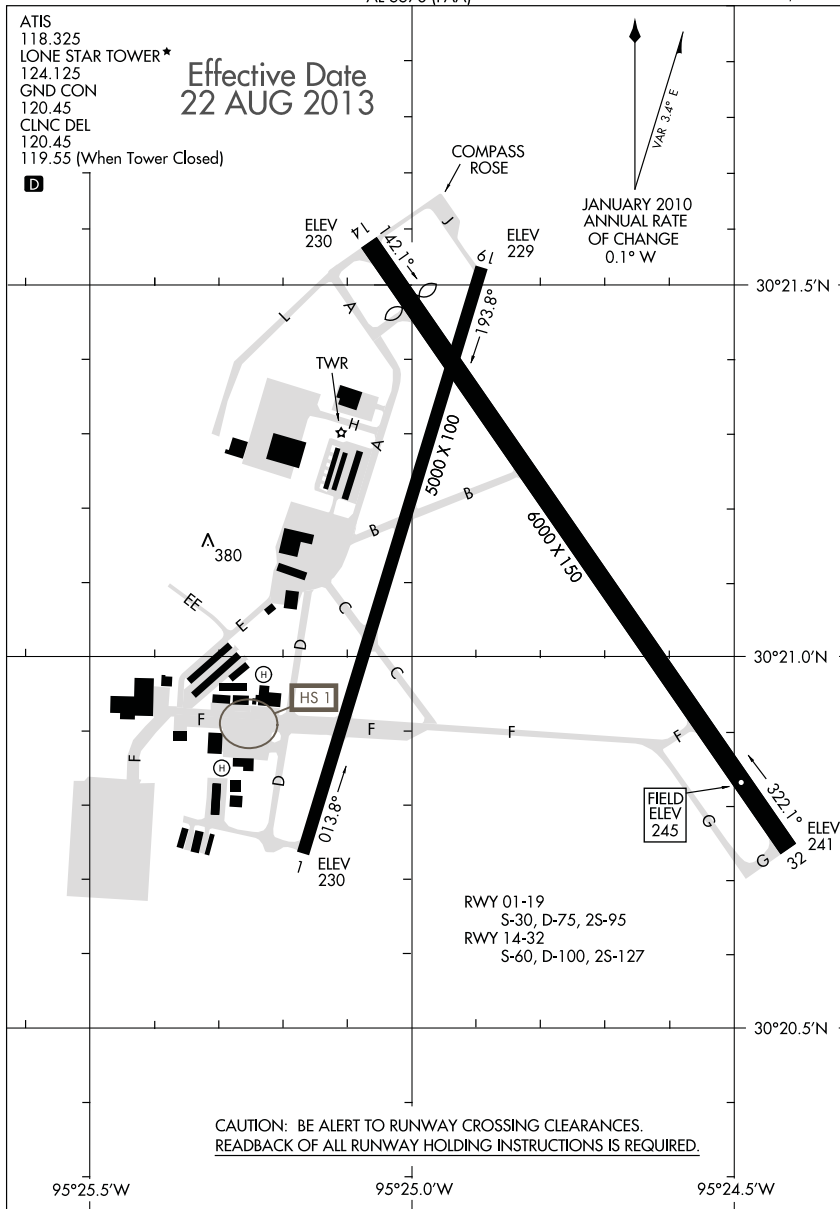 ATIS
118.325
LONE STAR TOWER★
124.125
GND CON
120.45
CLNC DEL
120.45
119.55 (When Tower Closed)
D
Effective Date
22 AUG 2013
VAR 3.4° E
JANUARY 2010
ANNUAL RATE
OF CHANGE
0.1° W
COMPASS
ROSE
J
ELEV
230
14
142.1°
19
ELEV
229
193.8°
30°21.5'N
L
A
TWR
H
A
5000 X 100
B
B
6000 X 150
380
EE
E
C
D
C
30°21.0'N
H
HS 1
F
F
F
F
F
H
D
G
322.1°
FIELD
ELEV
245
ELEV
241
32
G
013.8°
1
ELEV
230
RWY 01-19
S-30, D-75, 2S-95
RWY 14-32
S-60, D-100, 2S-127
30°20.5'N
CAUTION: BE ALERT TO RUNWAY CROSSING CLEARANCES.
READBACK OF ALL RUNWAY HOLDING INSTRUCTIONS IS REQUIRED.
95°25.5'W
95°25.0'W
95°24.5'W